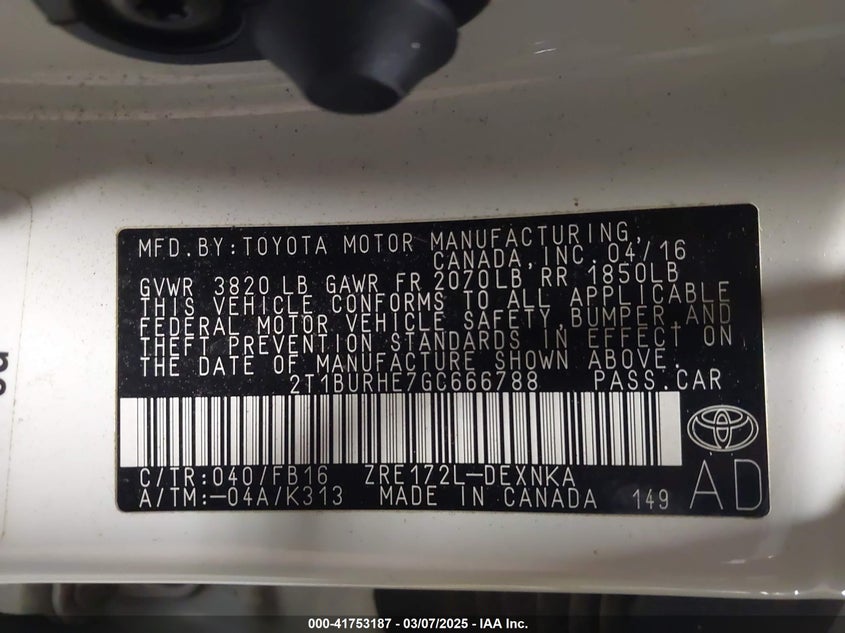 MFD.BY:TOYOTA MOTOR MANUFACTURING,
CANADA,INC. 04/16
GVWR 3820 LB GAWR FR 2070LB RR 1850LB
THIS VEHICLE CONFORMS TO ALL APPLICABLE
FEDERAL MOTOR VEHICLE SAFETY,BUMPER AND
THEFT PREVENTION STANDARDS IN EFFECT ON
THE DATE OF MANUFACTURE SHOWN ABOVE.
2T1BURHE7GC666788 PASS.CAR
C/TR:040/FB16 ZRE172L-DEXNKA
A/TM:-04A/K313 MADE IN CANADA 149 AD
000-41753187 - 03/07/2025 - IAA Inc.